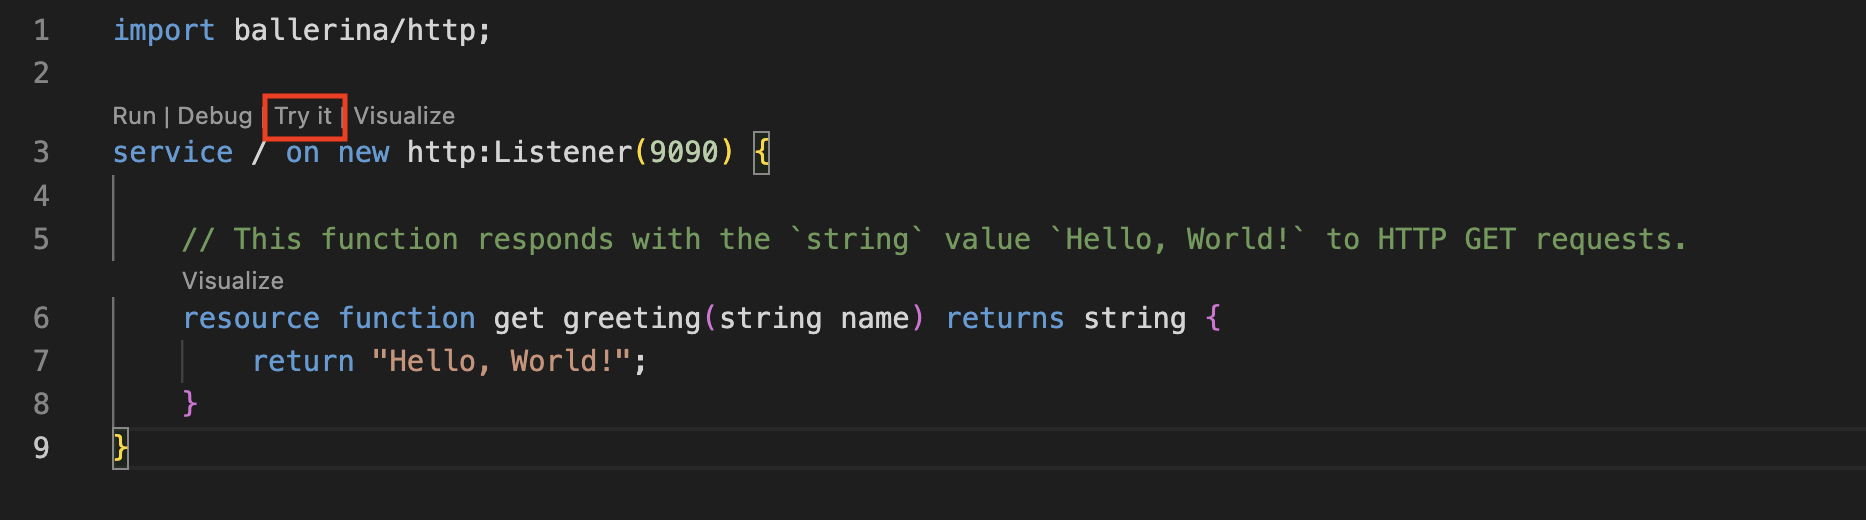 1 import ballerina/http;
2
Run | Debug | Try it | Visualize
3 service / on new http:Listener(9090) {
4
5 // This function responds with the `string` value `Hello, World!` to HTTP GET requests.
Visualize
6 resource function get greeting(string name) returns string {
7 return "Hello, World!";
8 }
9 }